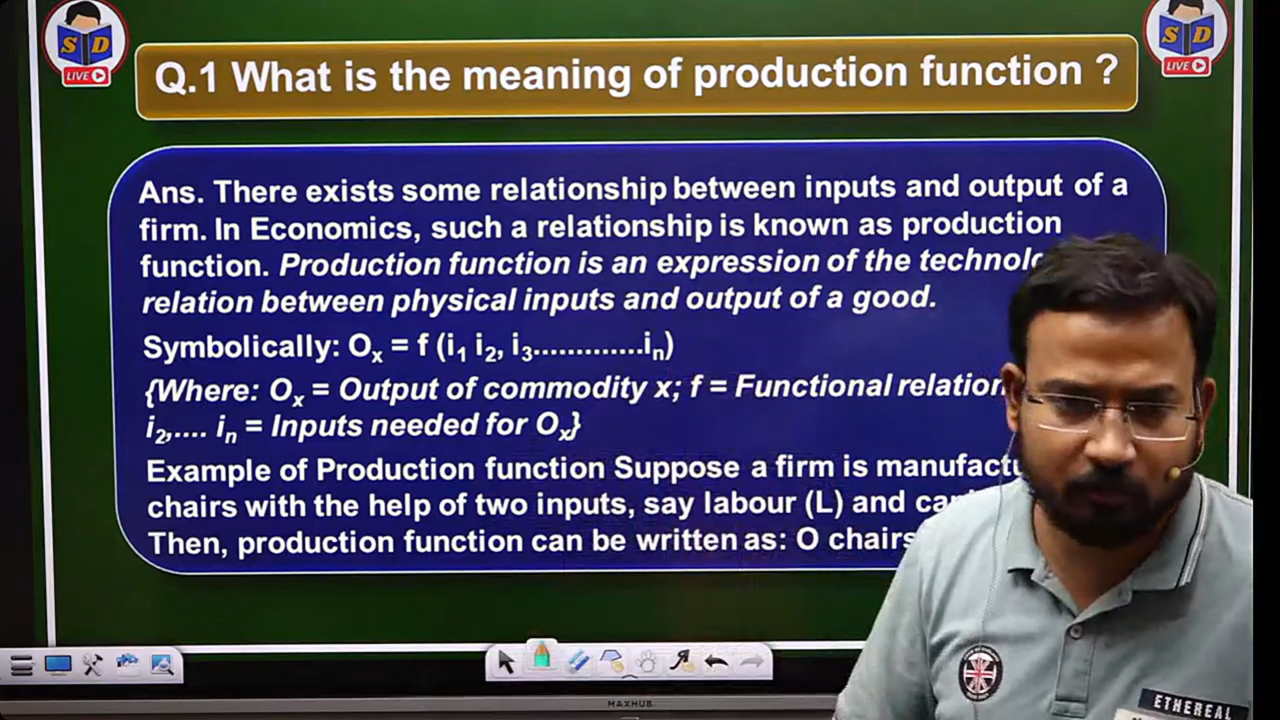 S D
LIVE
S D
LIVE
Q.1 What is the meaning of production function ?
Ans. There exists some relationship between inputs and output of a
firm. In Economics, such a relationship is known as production
function. Production function is an expression of the
relation between physical inputs and output of a good.
Symbolically: Oₓ = f (i₁ i₂, i₃.............iₙ)
{Where: Oₓ = Output of commodity x; f = Functional
i₂,.... iₙ = Inputs needed for Oₓ}
Example of Production function Suppose a firm is
chairs with the help of two inputs, say labour (L) and
Then, production function can be written as: O chairs
MAXHUB
ETHEREAL